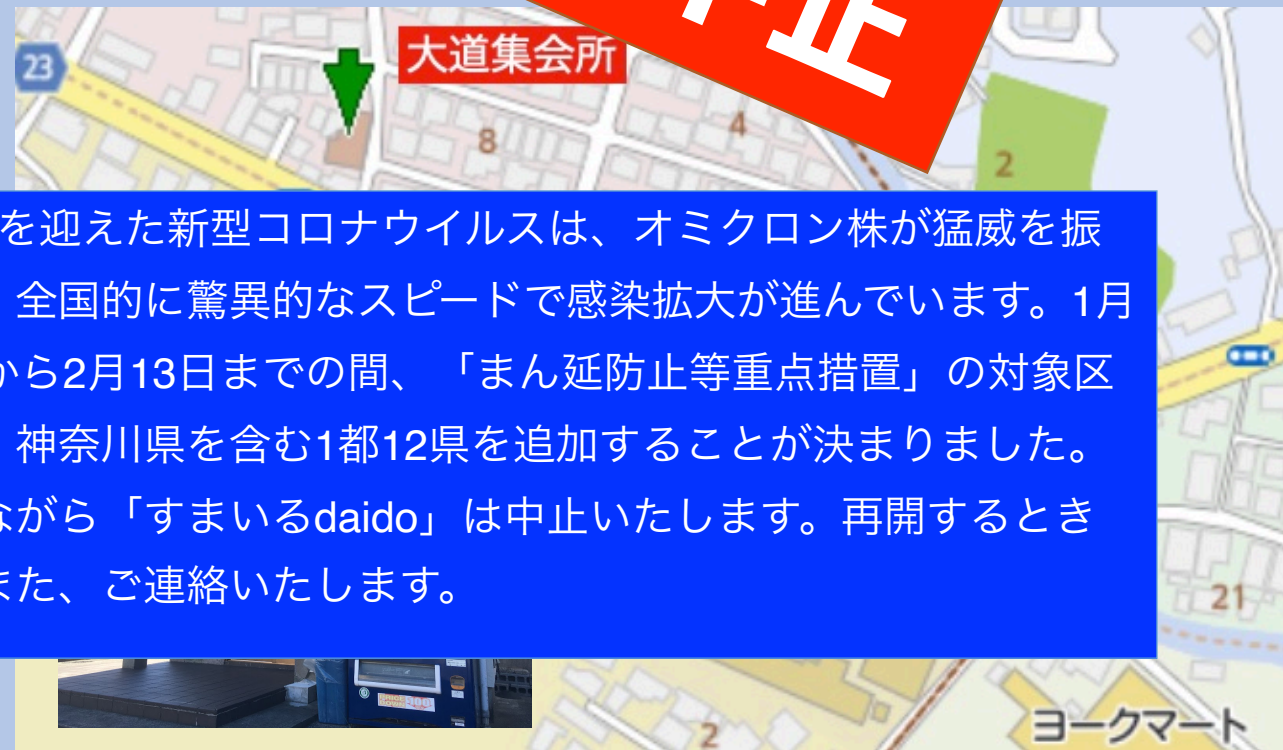 中止
23
大道集会所
8
4
2
を迎えた新型コロナウイルスは、オミクロン株が猛威を振
全国的に驚異的なスピードで感染拡大が進んでいます。1月
から2月13日までの間、「まん延防止等重点措置」の対象区
神奈川県を含む1都12県を追加することが決まりました。
ながら「すまいるdaido」は中止いたします。再開するとき
また、ご連絡いたします。
21
2
ヨークマート